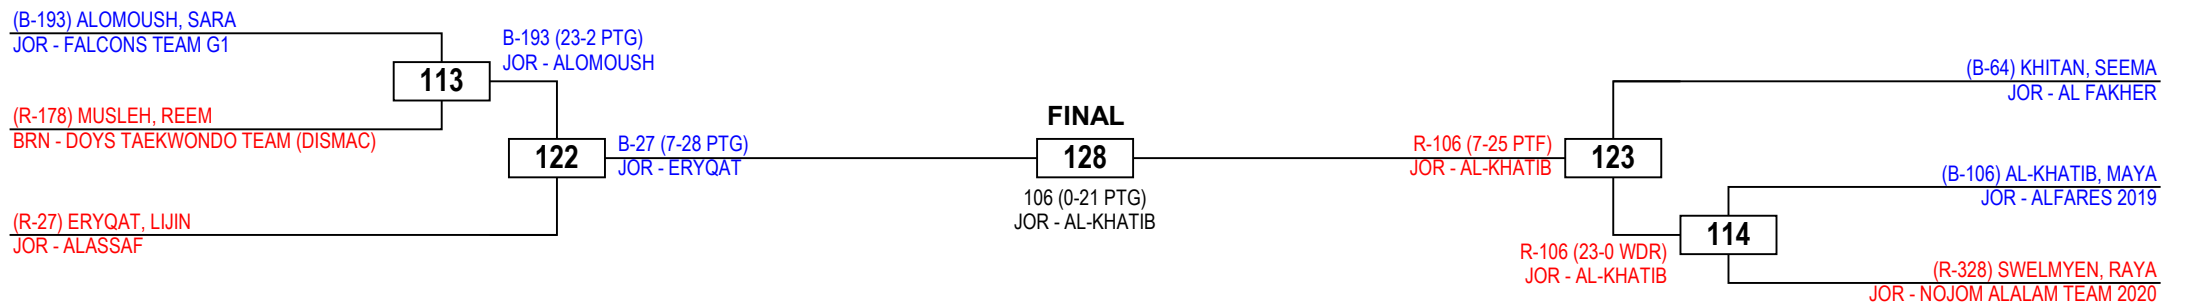 (B-193) ALOMOUSH, SARA
JOR - FALCONS TEAM G1
B-193 (23-2 PTG)
JOR - ALOMOUSH
113
(R-178) MUSLEH, REEM
BRN - DOYS TAEKWONDO TEAM (DISMAC)
122
B-27 (7-28 PTG)
JOR - ERYQAT
(R-27) ERYQAT, LIJIN
JOR - ALASSAF
FINAL
128
106 (0-21 PTG)
JOR - AL-KHATIB
(B-64) KHITAN, SEEMA
JOR - AL FAKHER
R-106 (7-25 PTF)
JOR - AL-KHATIB
123
(B-106) AL-KHATIB, MAYA
JOR - ALFARES 2019
114
R-106 (23-0 WDR)
JOR - AL-KHATIB
(R-328) SWELMYEN, RAYA
JOR - NOJOM ALALAM TEAM 2020